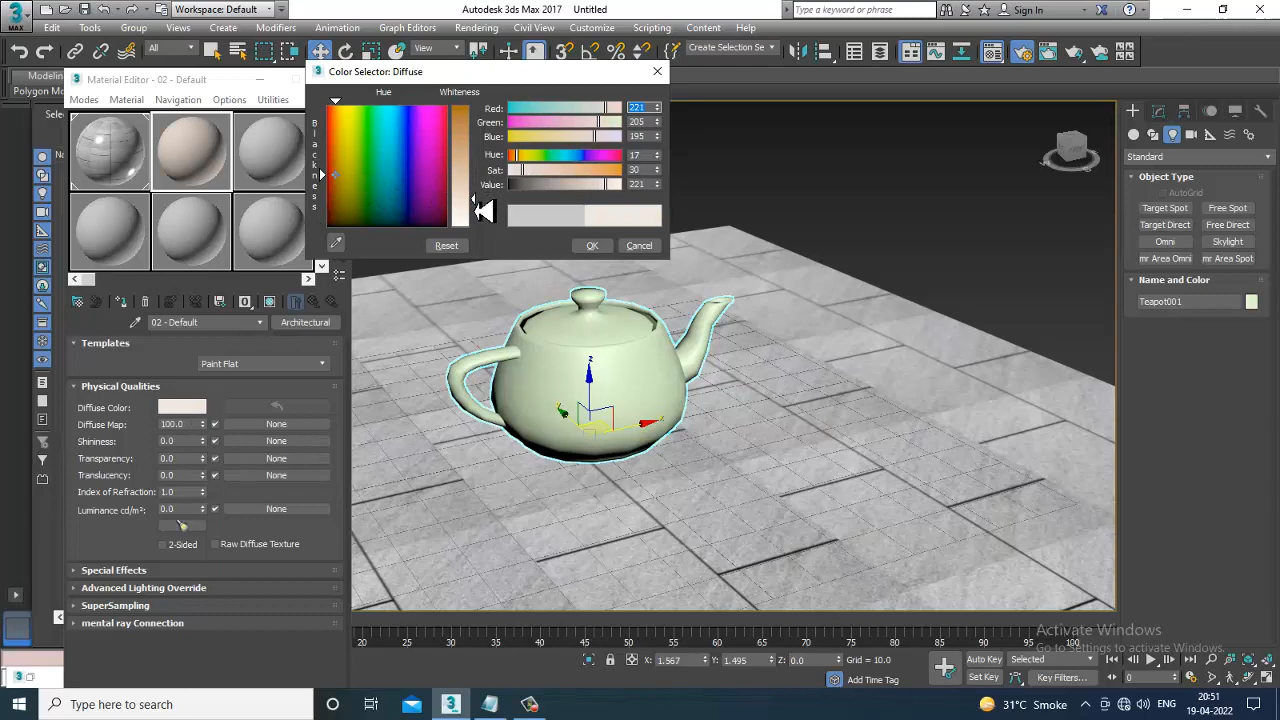 Workspace: Default
Autodesk 3ds Max 2017 Untitled
Type a keyword or phrase
Sign In
MAX
Edit Tools Group Views Create Modifiers Animation Graph Editors Rendering Civil View Customize Scripting Content Help
All
View
Create Selection Se
Polygon Mo
Material Editor - 02 - Default
Modes Material Navigation Options Utilities
Color Selector: Diffuse
Hue
Whiteness
Blackness
Red: 221
Green: 205
Blue: 195
Hue: 17
Sat: 30
Value: 221
Reset
OK
Cancel
02 - Default
Architectural
Templates
Paint Flat
Physical Qualities
Diffuse Color:
Diffuse Map: 100.0 None
Shininess: 0.0 None
Transparency: 0.0 None
Translucency: 0.0 None
Index of Refraction: 1.0
Luminance cd/m²: 0.0 None
2-Sided Raw Diffuse Texture
Special Effects
Advanced Lighting Override
SuperSampling
mental ray Connection
Standard
Object Type
AutoGrid
Target Spot Free Spot
Target Direct Free Direct
Omni Skylight
mr Area Omni mr Area Spot
Name and Color
Teapot001
z
20 25 30 35 40 45 50 55 60 65 70 75 80 85 90 95 100
Activate Windows
Go to Settings to activate Windows.
X: 1.567 Y: 1.495 Z: 0.0 Grid = 10.0
Add Time Tag
Auto Key Selected
Set Key Key Filters...
0
Type here to search
31°C Smoke
ENG
20:51
19-04-2022